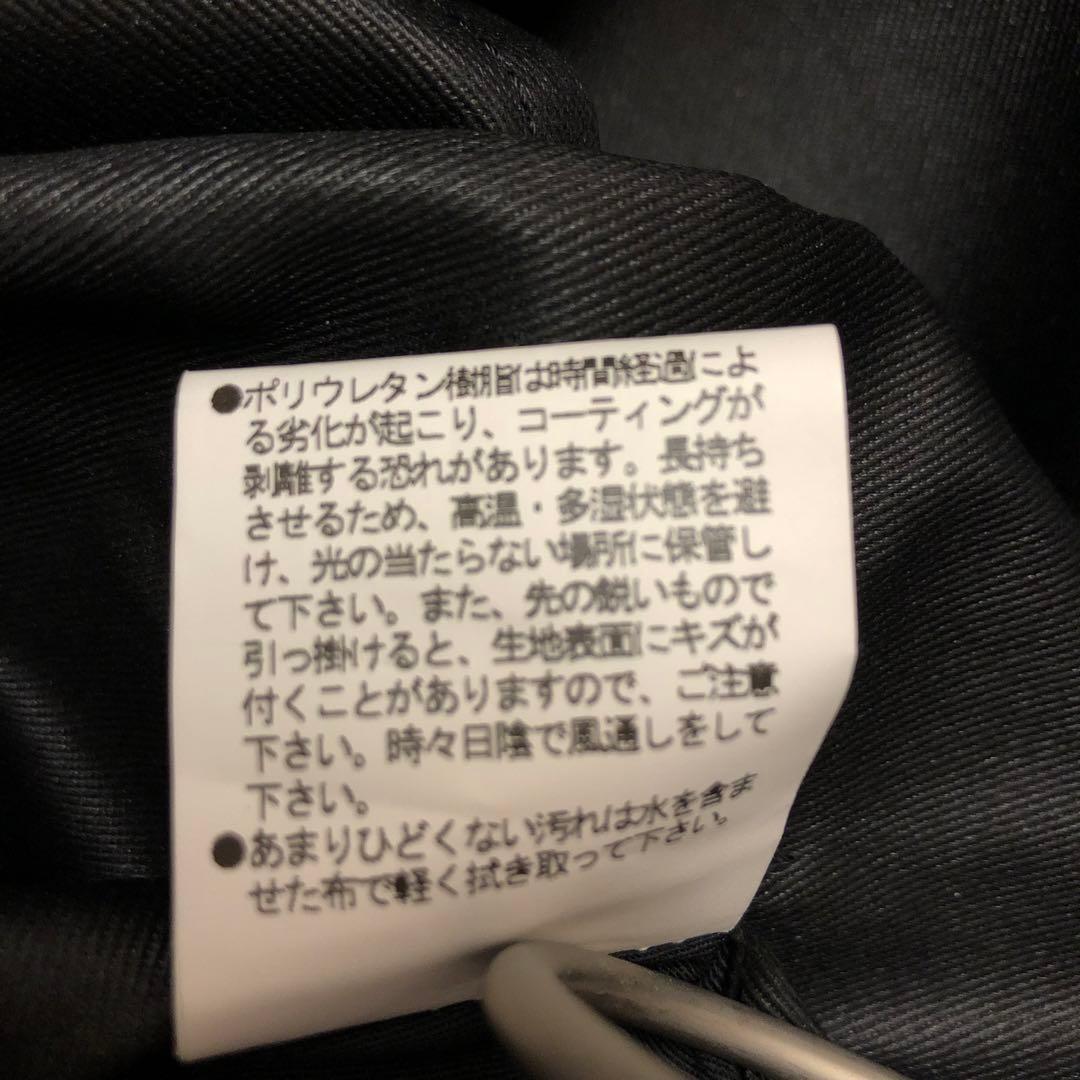 ●ポリウレタン樹脂は時間経過によ
る劣化が起こり、コーティングが
剥離する恐れがあります。長持ち
させるため、高温・多湿状態を避
け、光の当たらない場所に保管し
て下さい。また、先の鋭いもので
引っ掛けると、生地表面にキズが
付くことがありますので、ご注意
下さい。時々日陰で風通しをして
下さい。
●あまりひどくない汚れは水を含ま
せた布で軽く拭き取って下さい。